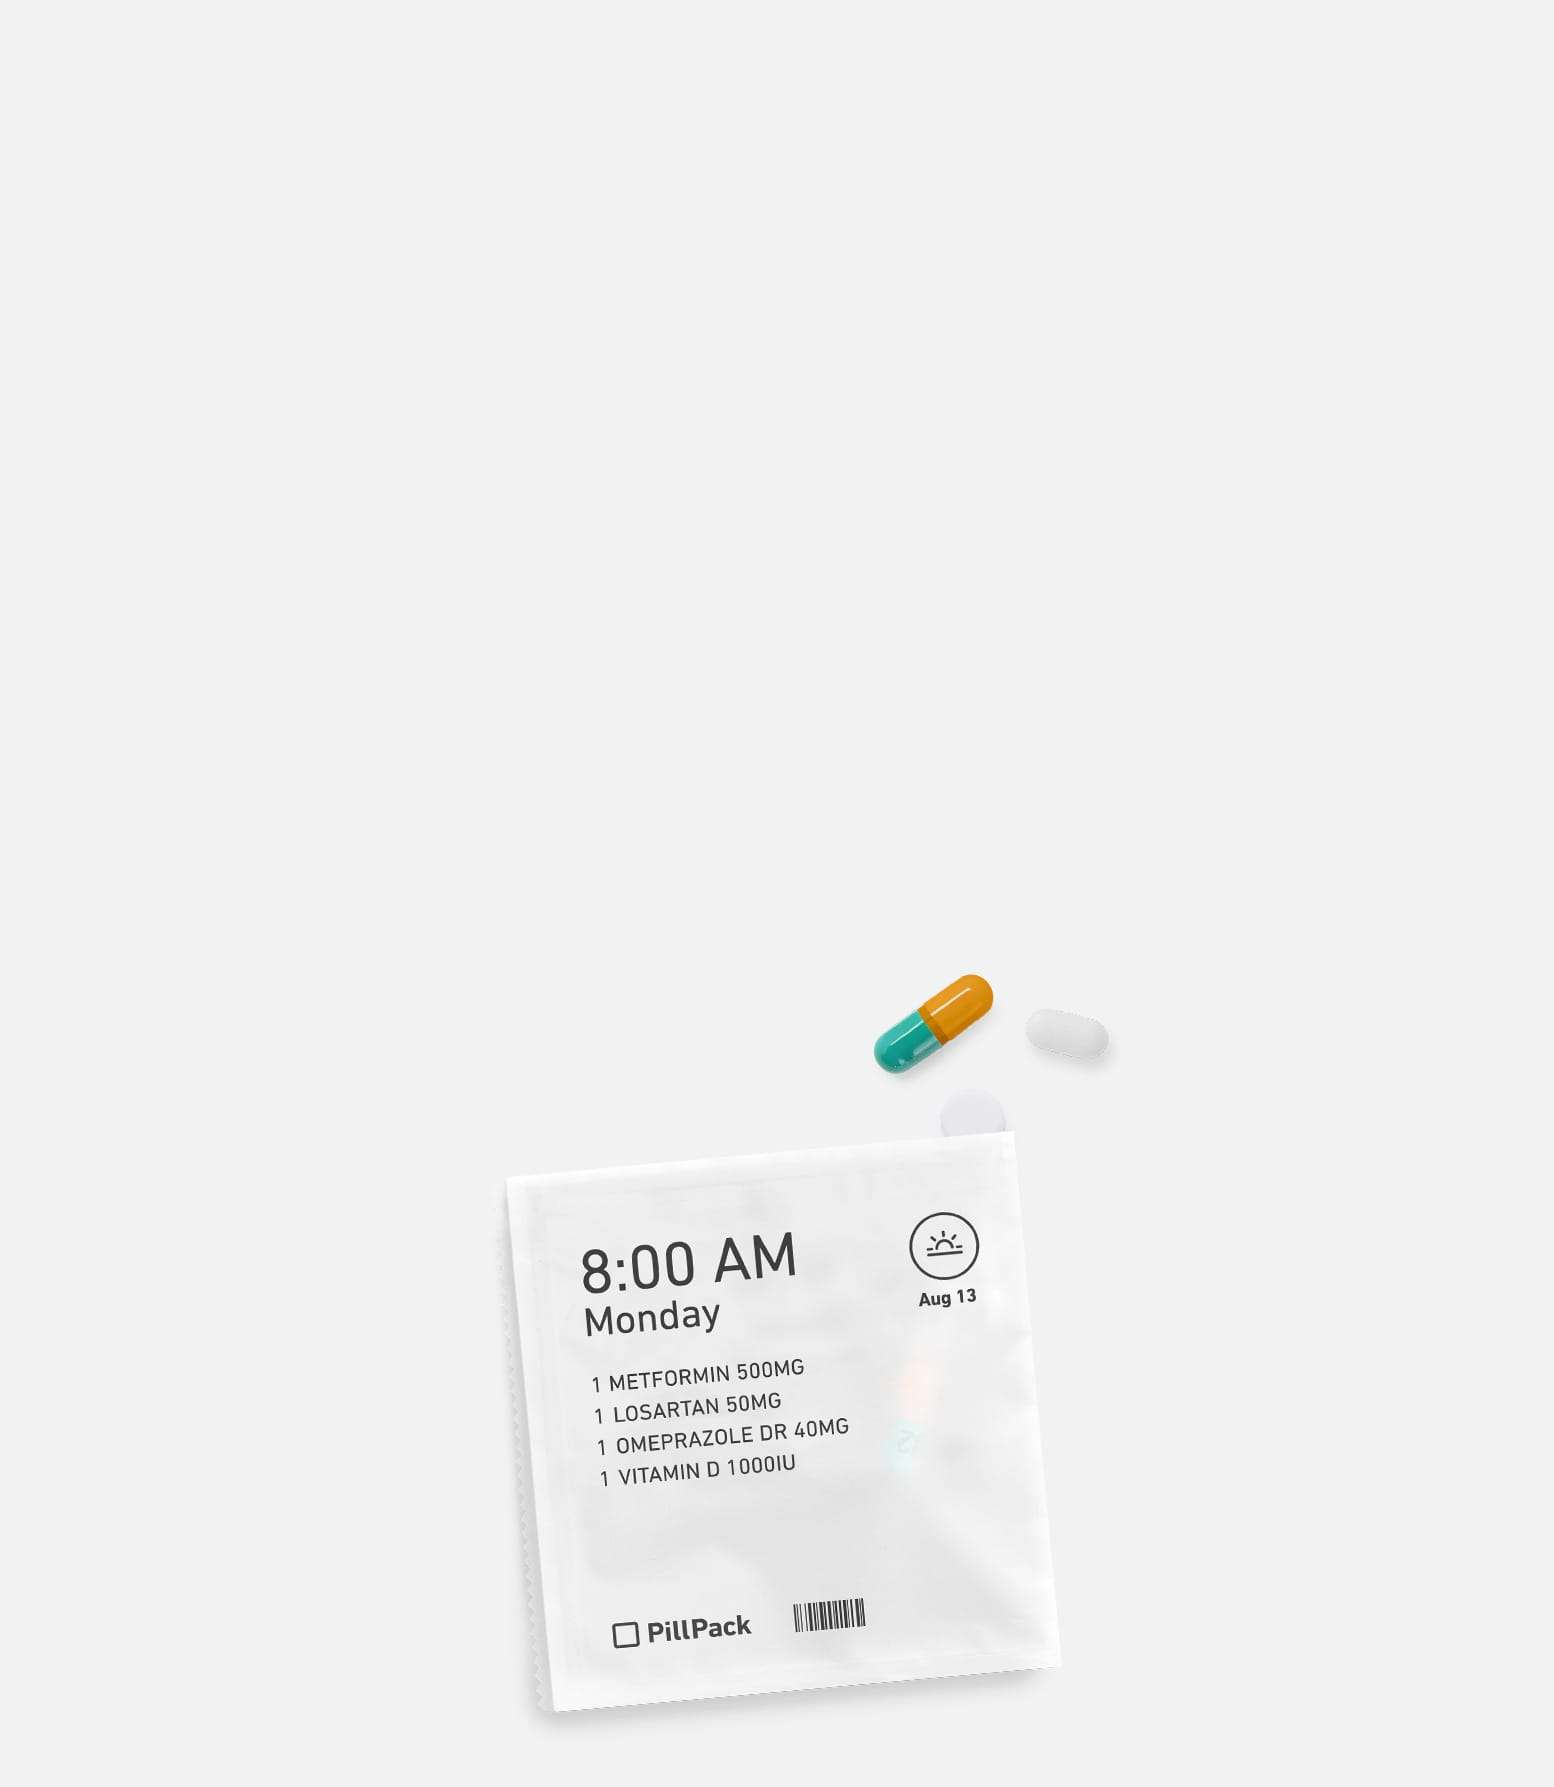 8:00 AM
Monday
Aug 13
1 METFORMIN 500MG
1 LOSARTAN 50MG
1 OMEPRAZOLE DR 40MG
1 VITAMIN D 1000IU
PillPack